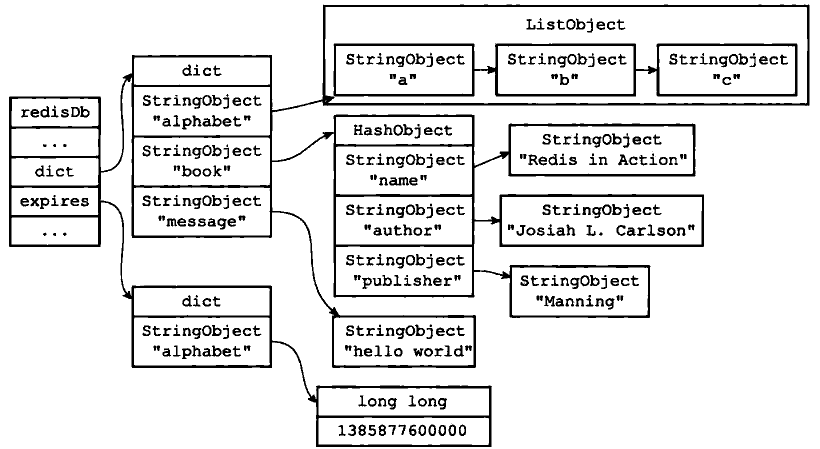 redisDb
...
dict
expires
...
dict
StringObject
"alphabet"
StringObject
"book"
StringObject
"message"
dict
StringObject
"alphabet"
ListObject
StringObject
"a"
StringObject
"b"
StringObject
"c"
HashObject
StringObject
"name"
StringObject
"author"
StringObject
"publisher"
StringObject
"Redis in Action"
StringObject
"Josiah L. Carlson"
StringObject
"Manning"
StringObject
"hello world"
long long
1385877600000